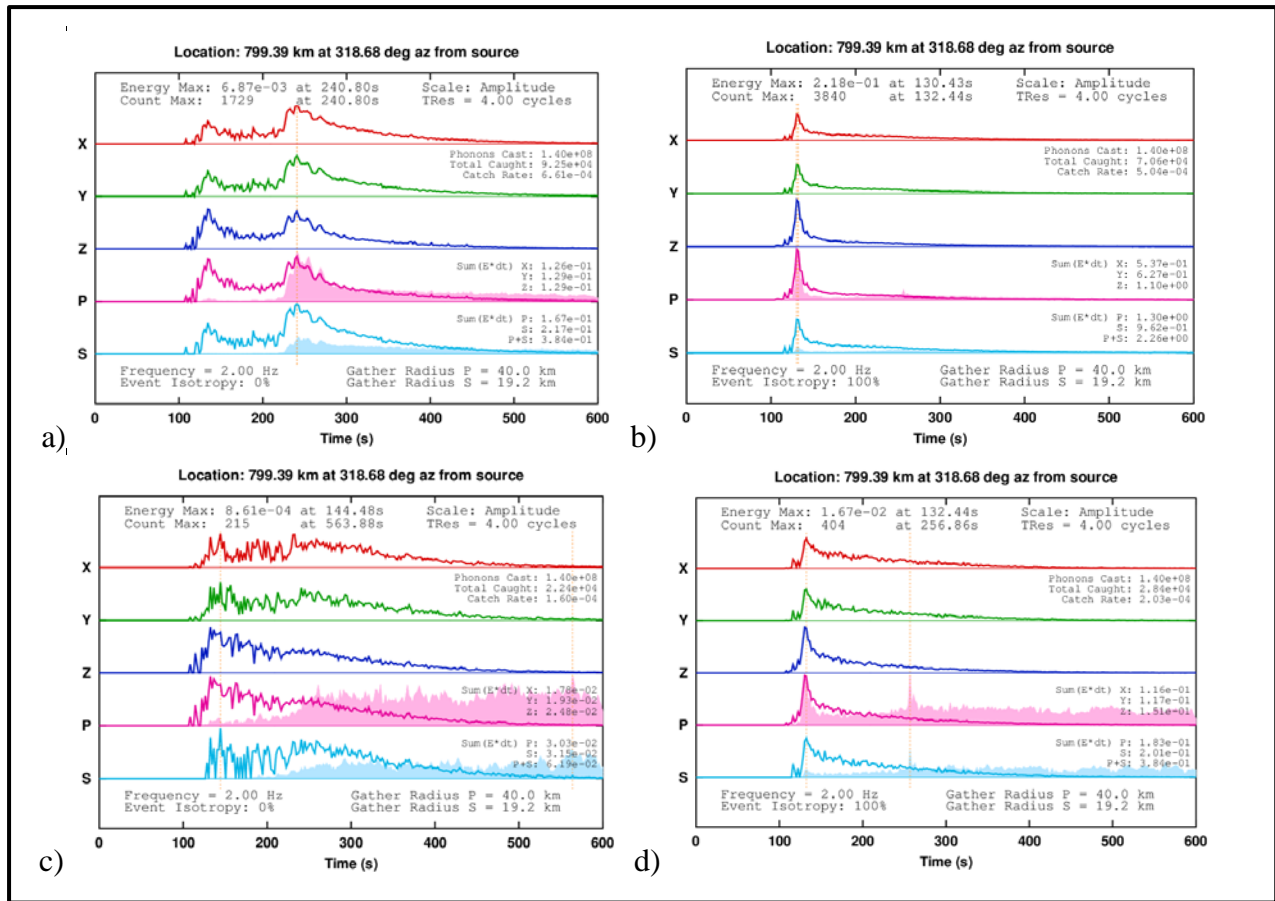 Location: 799.39 km at 318.68 deg az from source
Energy Max: 6.87e-03 at 240.80s Scale: Amplitude
Count Max: 1729 at 240.80s TRes = 4.00 cycles
X
Phonons Cast: 1.40e+08
Total Caught: 9.25e+04
Catch Rate: 6.61e-04
Y
Z
Sum(E*dt) X: 1.26e-01
Y: 1.29e-01
Z: 1.29e-01
P
Sum(E*dt) P: 1.67e-01
S: 2.17e-01
P+S: 3.84e-01
S
Frequency = 2.00 Hz Gather Radius P = 40.0 km
Event Isotropy: 0% Gather Radius S = 19.2 km
0 100 200 300 400 500 600
Time (s)
a)
Location: 799.39 km at 318.68 deg az from source
Energy Max: 2.18e-01 at 130.43s Scale: Amplitude
Count Max: 3840 at 132.44s TRes = 4.00 cycles
X
Phonons Cast: 1.40e+08
Total Caught: 7.06e+04
Catch Rate: 5.04e-04
Y
Z
Sum(E*dt) X: 5.37e-01
Y: 6.27e-01
Z: 1.10e+00
P
Sum(E*dt) P: 1.30e+00
S: 9.62e-01
P+S: 2.26e+00
S
Frequency = 2.00 Hz Gather Radius P = 40.0 km
Event Isotropy: 100% Gather Radius S = 19.2 km
0 100 200 300 400 500 600
Time (s)
b)
Location: 799.39 km at 318.68 deg az from source
Energy Max: 8.61e-04 at 144.48s Scale: Amplitude
Count Max: 215 at 563.88s TRes = 4.00 cycles
X
Phonons Cast: 1.40e+08
Total Caught: 2.24e+04
Catch Rate: 1.60e-04
Y
Z
Sum(E*dt) X: 1.78e-02
Y: 1.93e-02
Z: 2.48e-02
P
Sum(E*dt) P: 3.03e-02
S: 3.15e-02
P+S: 6.19e-02
S
Frequency = 2.00 Hz Gather Radius P = 40.0 km
Event Isotropy: 0% Gather Radius S = 19.2 km
0 100 200 300 400 500 600
Time (s)
c)
Location: 799.39 km at 318.68 deg az from source
Energy Max: 1.67e-02 at 132.44s Scale: Amplitude
Count Max: 404 at 256.86s TRes = 4.00 cycles
X
Phonons Cast: 1.40e+08
Total Caught: 2.84e+04
Catch Rate: 2.03e-04
Y
Z
Sum(E*dt) X: 1.16e-01
Y: 1.17e-01
Z: 1.51e-01
P
Sum(E*dt) P: 1.83e-01
S: 2.01e-01
P+S: 3.84e-01
S
Frequency = 2.00 Hz Gather Radius P = 40.0 km
Event Isotropy: 100% Gather Radius S = 19.2 km
0 100 200 300 400 500 600
Time (s)
d)